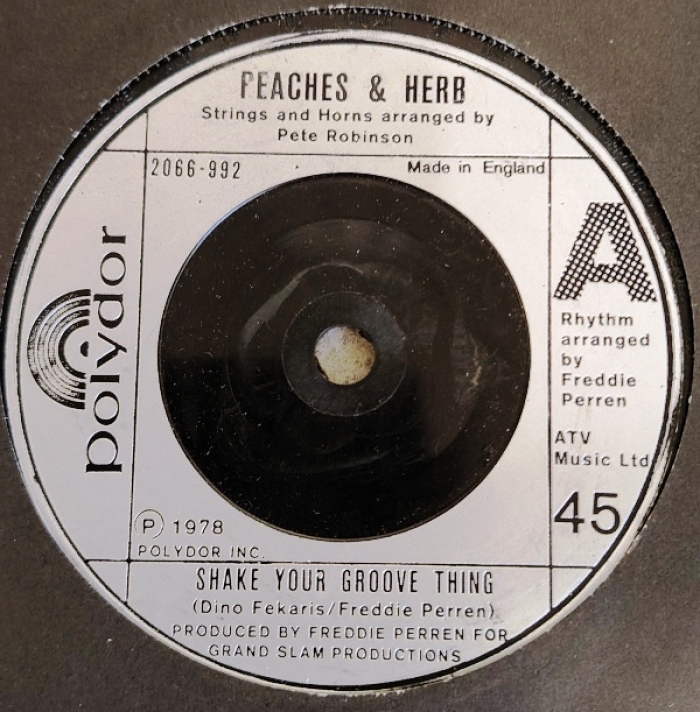 PEACHES & HERB
Strings and Horns arranged by
Pete Robinson
2066-992
Made in England
polydor
A
Rhythm
arranged
by
Freddie
Perren
ATV
Music Ltd
45
Ⓟ 1978
POLYDOR INC.
SHAKE YOUR GROOVE THING
(Dino Fekaris/Freddie Perren)
PRODUCED BY FREDDIE PERREN FOR
GRAND SLAM PRODUCTIONS